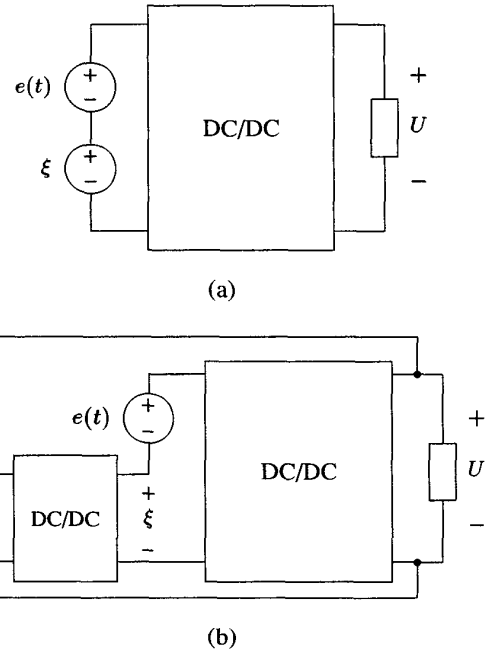 +
e(t)
−
+
ξ
−
DC/DC
+
U
−
(a)
e(t)
+
−
DC/DC
+
ξ
−
DC/DC
+
U
−
(b)